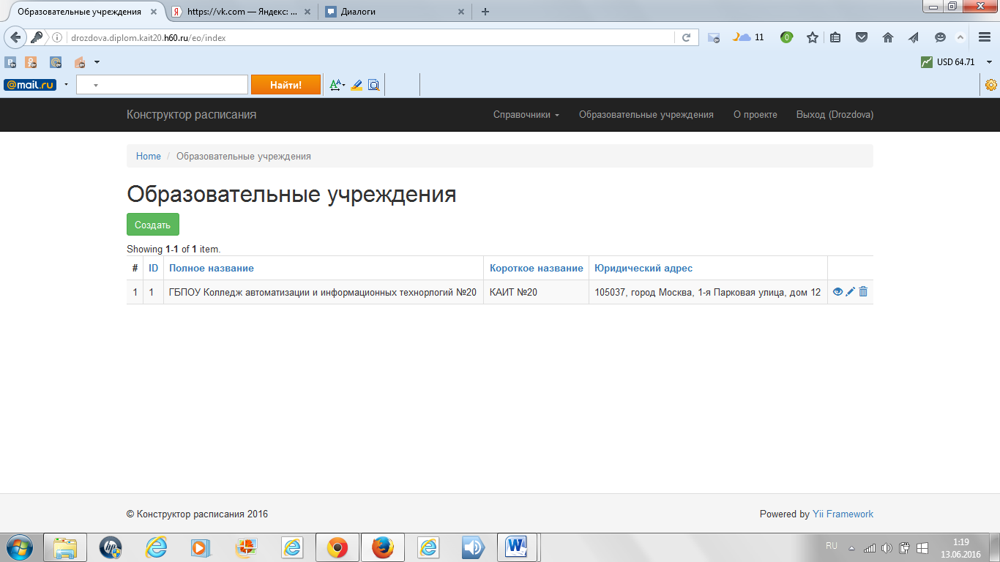 Образовательные учреждения
https://vk.com — Яндекс: ...
Диалоги
drozdova.diplom.kait20.h60.ru/eo/index
11
0
USD 64.71
@mail.ru
Найти!
Конструктор расписания
Справочники
Образовательные учреждения
О проекте
Выход (Drozdova)
Home / Образовательные учреждения
Образовательные учреждения
Создать
Showing 1-1 of 1 item.
# ID Полное название Короткое название Юридический адрес
1 1 ГБПОУ Колледж автоматизации и информационных технорлогий №20 КАИТ №20 105037, город Москва, 1-я Парковая улица, дом 12
© Конструктор расписания 2016
Powered by Yii Framework
RU
1:19
13.06.2016